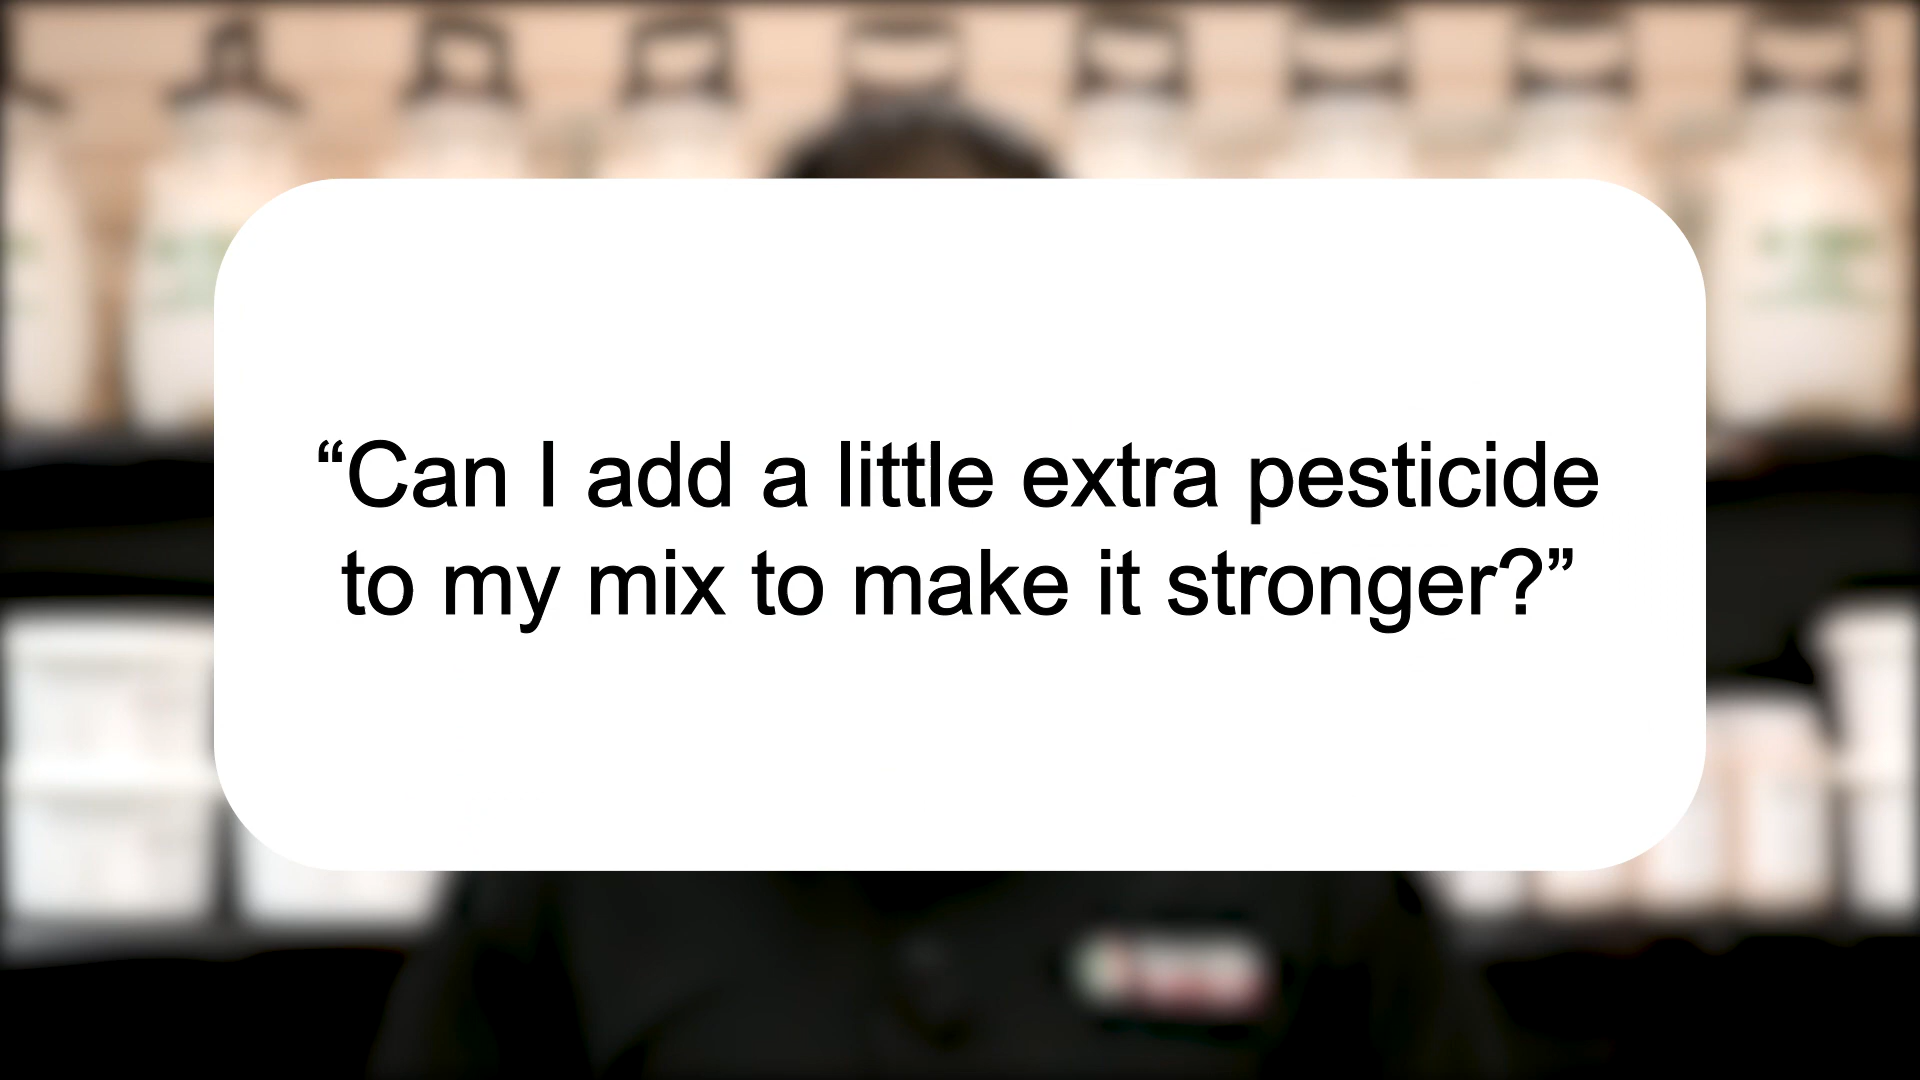 “Can I add a little extra pesticide
to my mix to make it stronger?”